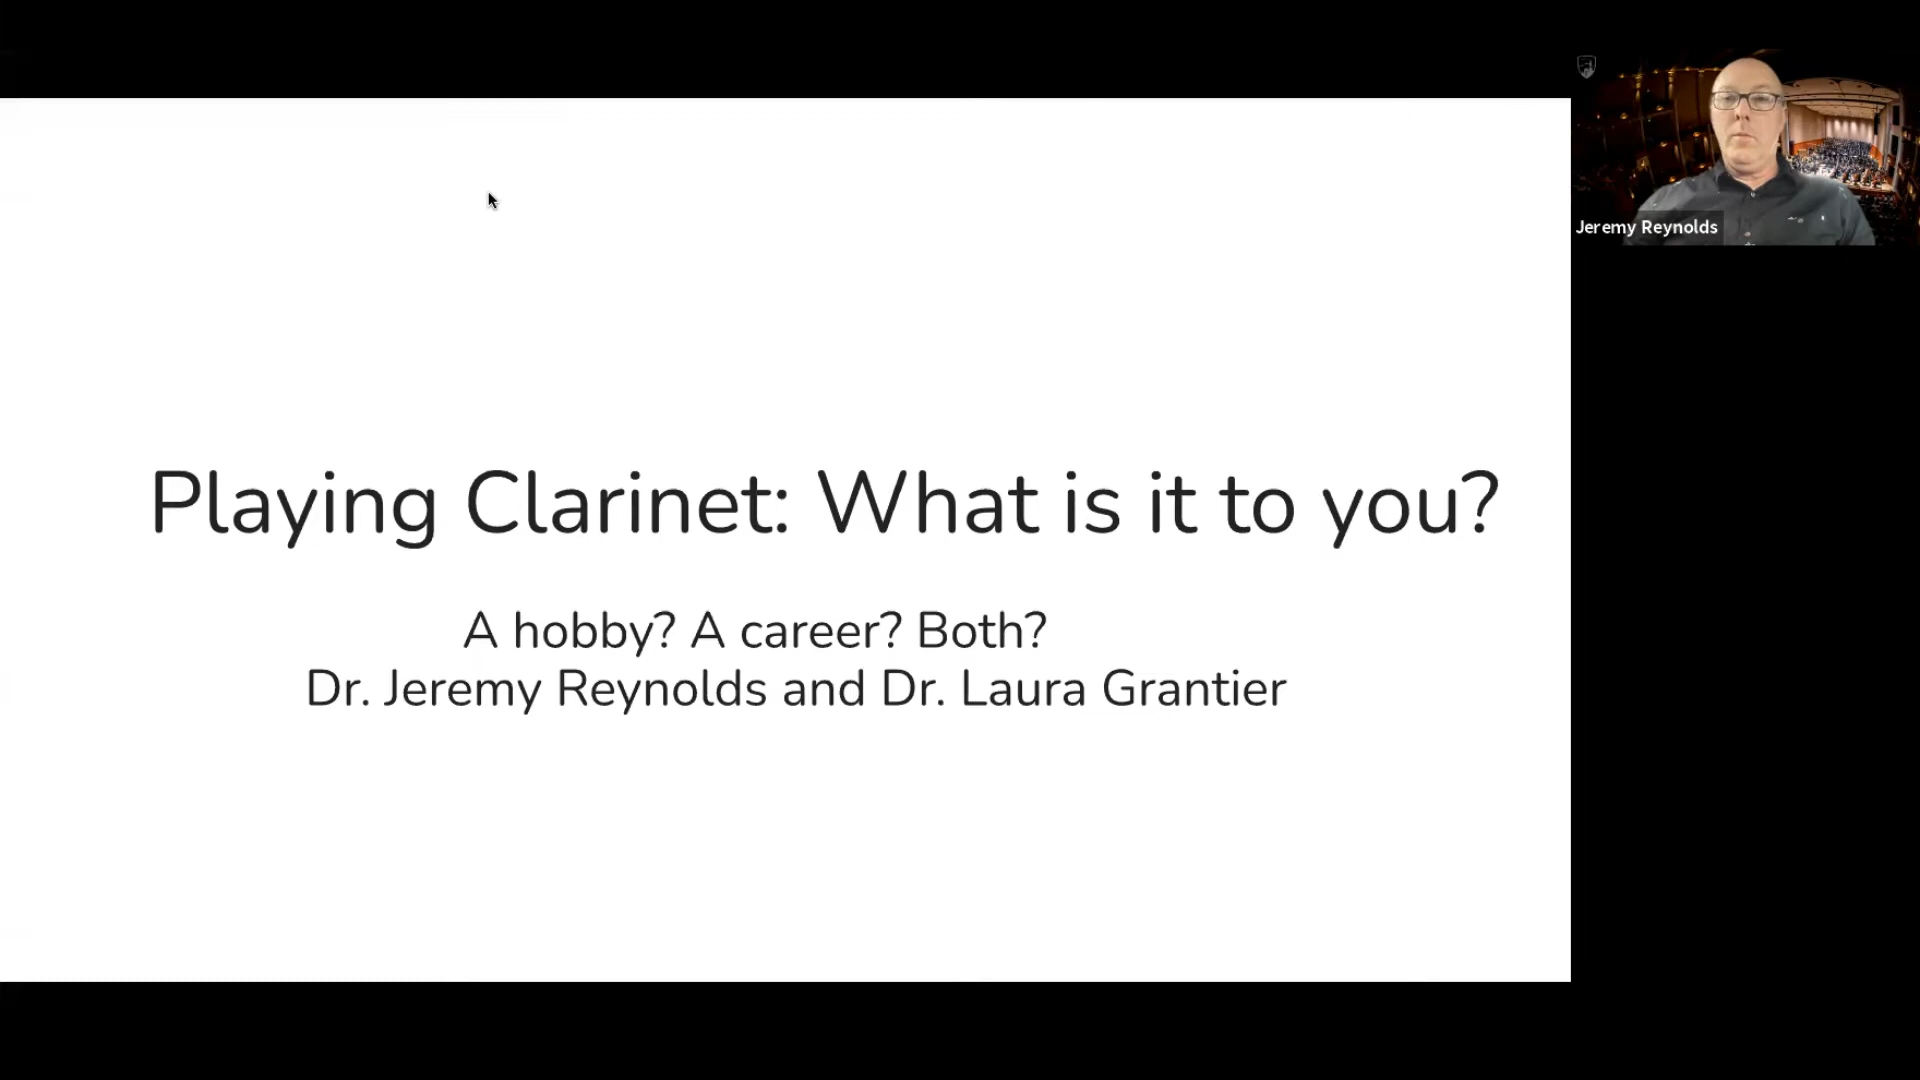 Playing Clarinet: What is it to you?
A hobby? A career? Both?
Dr. Jeremy Reynolds and Dr. Laura Grantier
Jeremy Reynolds